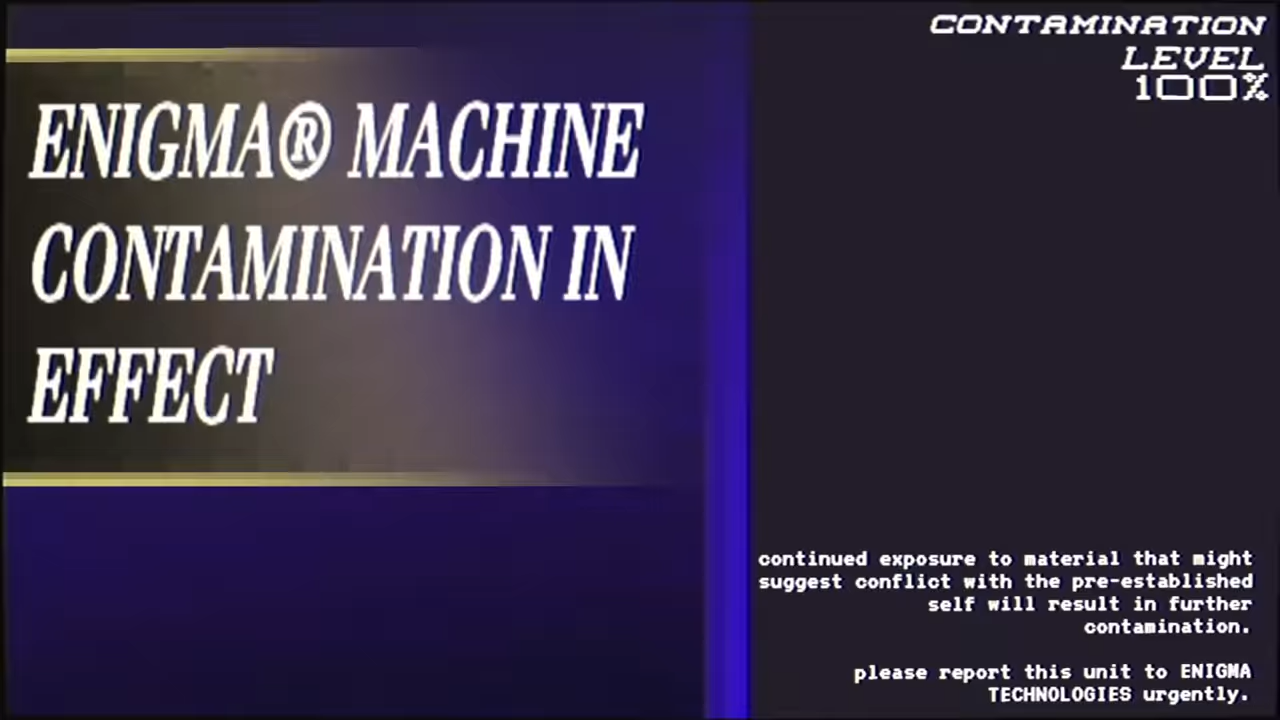 ENIGMA® MACHINE
CONTAMINATION IN
EFFECT
CONTAMINATION
LEVEL
100%
continued exposure to material that might
suggest conflict with the pre-established
self will result in further
contamination.
please report this unit to ENIGMA
TECHNOLOGIES urgently.